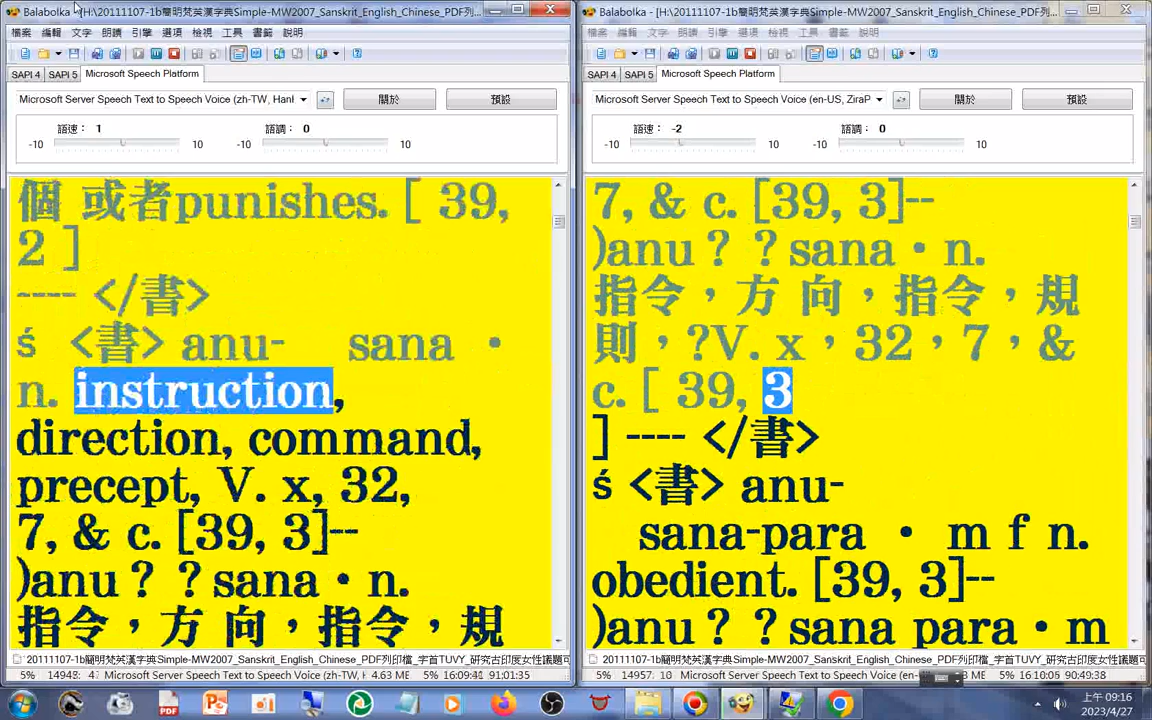 Balabolka - [H:\20111107-1b簡明梵英漢字典Simple-MW2007_Sanskrit_English_Chinese_PDF列...
檔案 編輯 文字 朗讀 引擎 選項 檢視 工具 書籤 說明
SAPI 4 SAPI 5 Microsoft Speech Platform
Microsoft Server Speech Text to Speech Voice (zh-TW, Hanl
關於 預設
語速： 1 語調： 0
-10 10 -10 10
個 或者punishes. [ 39,
2 ]
---- </書>
ś <書> anu- sana •
n. instruction,
direction, command,
precept, V. x, 32,
7, & c. [39, 3]--
)anu？？sana•n.
指令，方 向，指令，規
20111107-1b簡明梵英漢字典Simple-MW2007_Sanskrit_English_Chinese_PDF列印檔_字首TUVY_研究古印度女性議題可
5% 16:09:4 Microsoft Server Speech Text to Speech Voice (zh-TW, H 4.63 MB 5% 91:01:35
Balabolka - [H:\20111107-1b簡明梵英漢字典Simple-MW2007_Sanskrit_English_Chinese_PDF列...
檔案 編輯 文字 朗讀 引擎 選項 檢視 工具 書籤 說明
SAPI 4 SAPI 5 Microsoft Speech Platform
Microsoft Server Speech Text to Speech Voice (en-US, ZiraP
關於 預設
語速： -2 語調： 0
-10 10 -10 10
7, & c. [39, 3]--
)anu？？sana•n.
指令，方 向，指令，規
則，?V. x，32，7，&
c. [ 39, 3
] ---- </書>
ś <書> anu-
sana-para • m f n.
obedient. [39, 3]--
)anu？？sana para•m
20111107-1b簡明梵英漢字典Simple-MW2007_Sanskrit_English_Chinese_PDF列印檔_字首TUVY_研究古印度女性議題可
Microsoft Server Speech Text to Speech Voice 5% 16:10:05 90:49:38
上午 09:16
2023/4/27